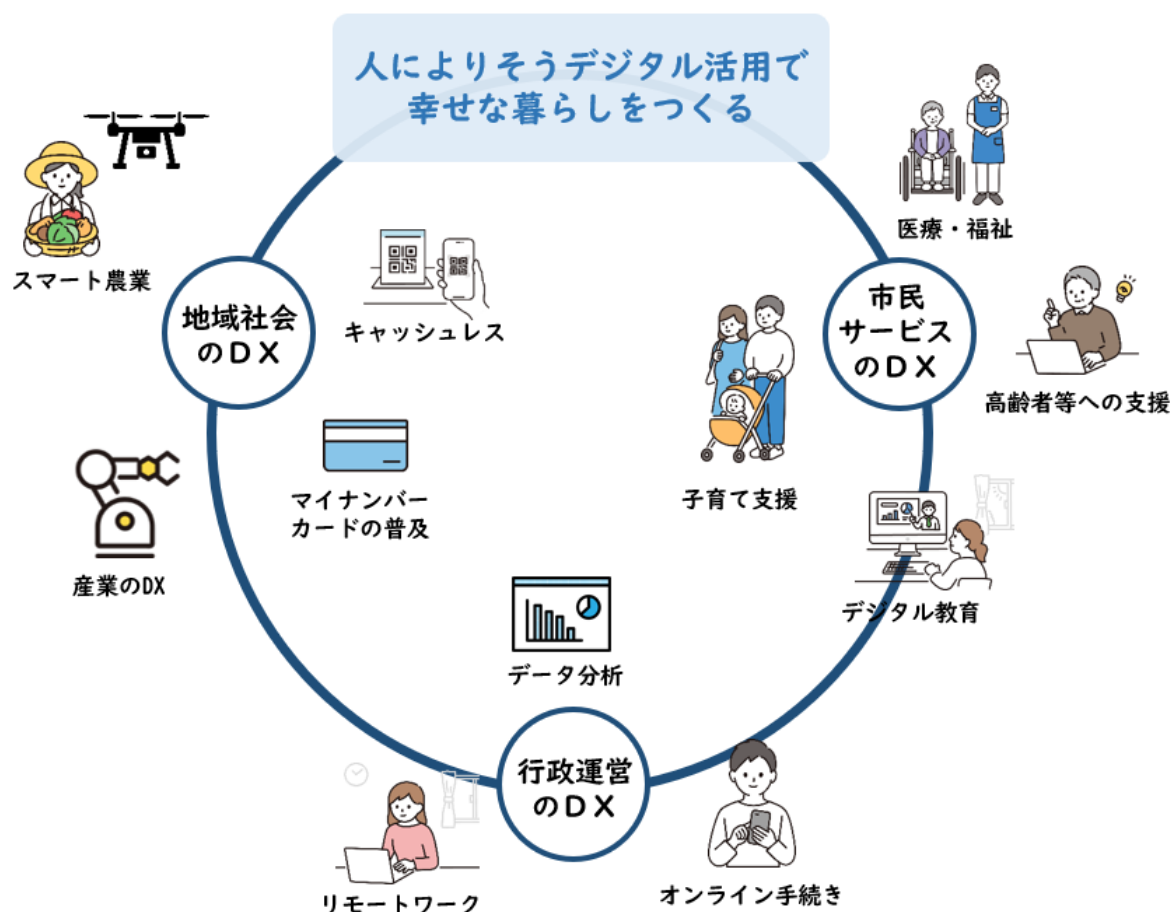 人によりそうデジタル活用で
幸せな暮らしをつくる
医療・福祉
スマート農業
地域社会
のＤＸ
キャッシュレス
市民
サービス
のＤＸ
高齢者等への支援
マイナンバー
カードの普及
子育て支援
産業のDX
デジタル教育
データ分析
行政運営
のＤＸ
リモートワーク
オンライン手続き